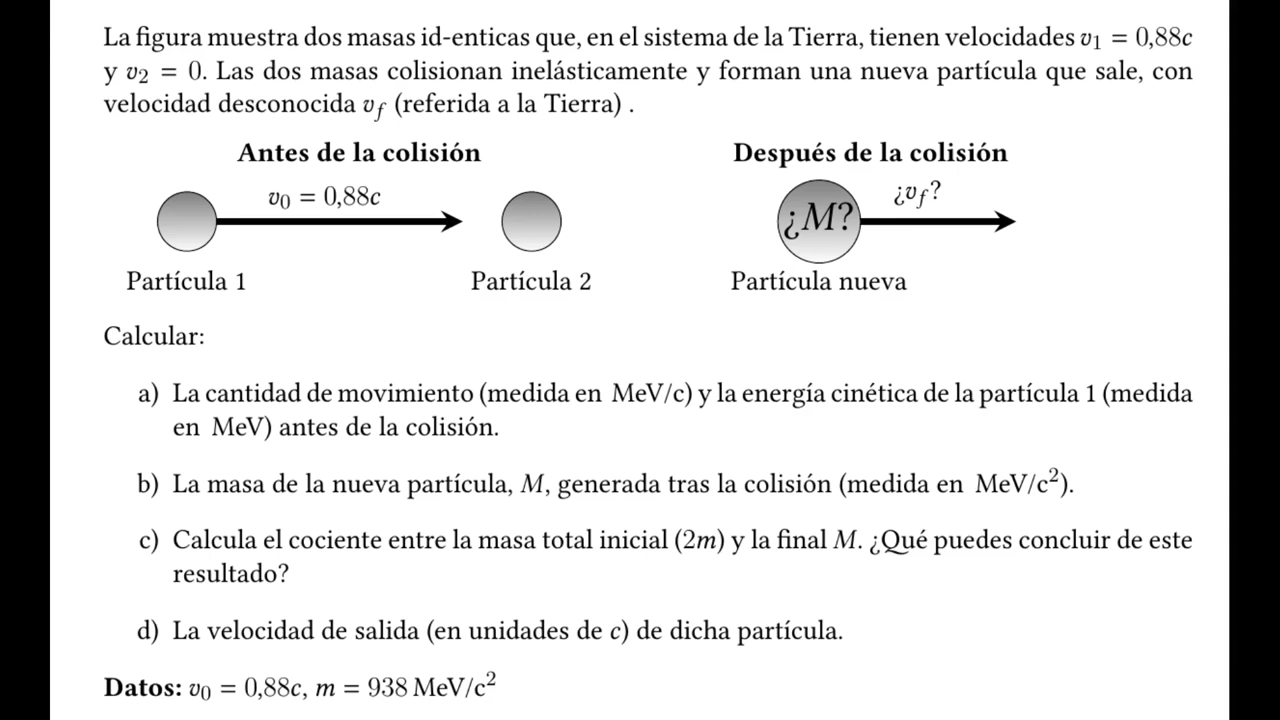 La figura muestra dos masas id-enticas que, en el sistema de la Tierra, tienen velocidades v₁ = 0,88c
y v₂ = 0. Las dos masas colisionan inelásticamente y forman una nueva partícula que sale, con
velocidad desconocida v_f (referida a la Tierra) .
Antes de la colisión
Después de la colisión
v₀ = 0,88c
¿v_f?
¿M?
Partícula 1
Partícula 2
Partícula nueva
Calcular:
a) La cantidad de movimiento (medida en MeV/c) y la energía cinética de la partícula 1 (medida
en MeV) antes de la colisión.
b) La masa de la nueva partícula, M, generada tras la colisión (medida en MeV/c²).
c) Calcula el cociente entre la masa total inicial (2m) y la final M. ¿Qué puedes concluir de este
resultado?
d) La velocidad de salida (en unidades de c) de dicha partícula.
Datos: v₀ = 0,88c, m = 938 MeV/c²